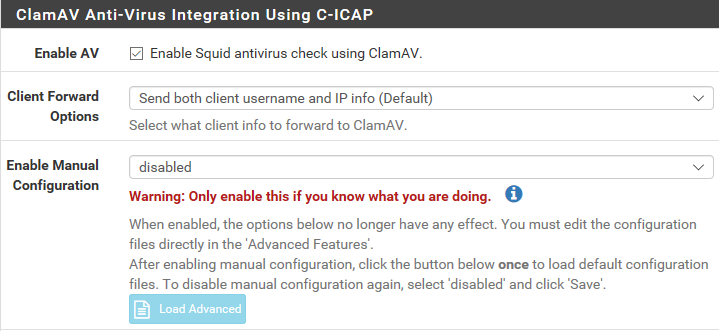 ClamAV Anti-Virus Integration Using C-ICAP
Enable AV
Enable Squid antivirus check using ClamAV.
Client Forward
Options
Send both client username and IP info (Default)
Select what client info to forward to ClamAV.
Enable Manual
Configuration
disabled
Warning: Only enable this if you know what you are doing.
When enabled, the options below no longer have any effect. You must edit the configuration
files directly in the 'Advanced Features'.
After enabling manual configuration, click the button below once to load default configuration
files. To disable manual configuration again, select 'disabled' and click 'Save'.
Load Advanced